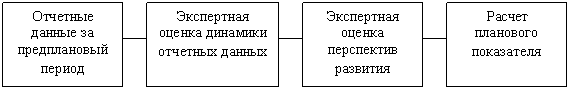 Отчетные
данные за
предплановый
период
Экспертная
оценка динамики
отчетных данных
Экспертная
оценка
перспектив
развития
Расчет
планового
показателя